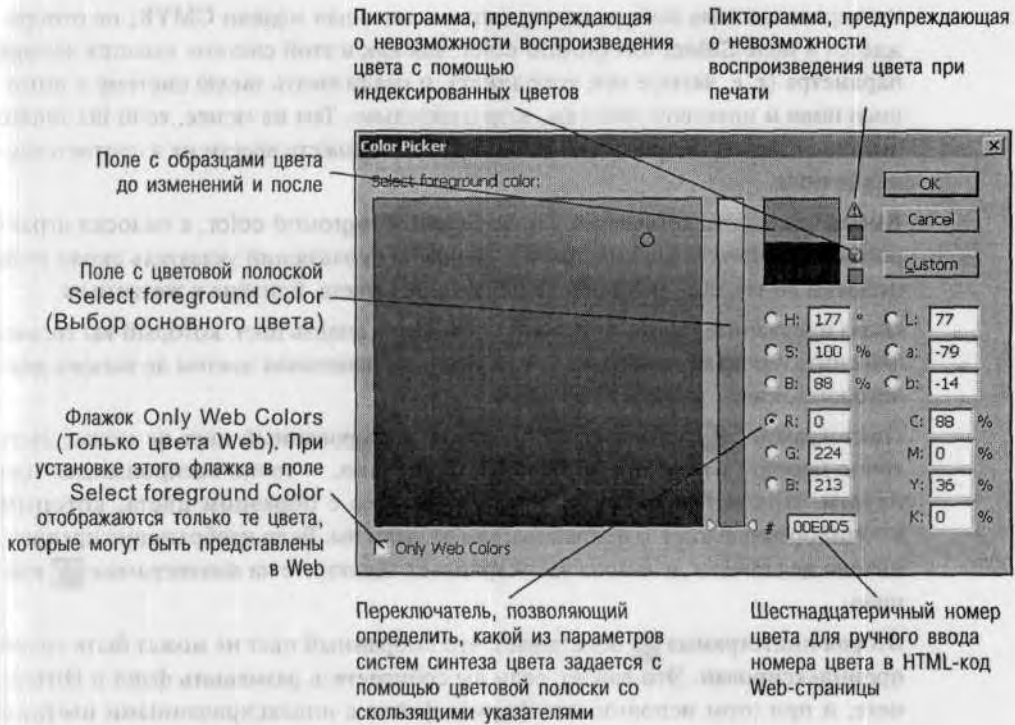 Пиктограмма, предупреждающая
о невозможности воспроизведения
цвета с помощью
индексированных цветов
Пиктограмма, предупреждающая
о невозможности
воспроизведения цвета при
печати
Поле с образцами цвета
до изменений и после
Поле с цветовой полоской
Select foreground Color
(Выбор основного цвета)
Флажок Only Web Colors
(Только цвета Web). При
установке этого флажка в поле
Select foreground Color
отображаются только те цвета,
которые могут быть представлены
в Web
Color Picker
Select foreground color:
OK
Cancel
Custom
H: 177 °
S: 100 %
B: 88 %
R: 0
G: 224
B: 213
L: 77
a: -79
b: -14
C: 88 %
M: 0 %
Y: 36 %
K: 0 %
# 00E0D5
Only Web Colors
Переключатель, позволяющий
определить, какой из параметров
систем синтеза цвета задается с
помощью цветовой полоски со
скользящими указателями
Шестнадцатеричный номер
цвета для ручного ввода
номера цвета в HTML-код
Web-страницы